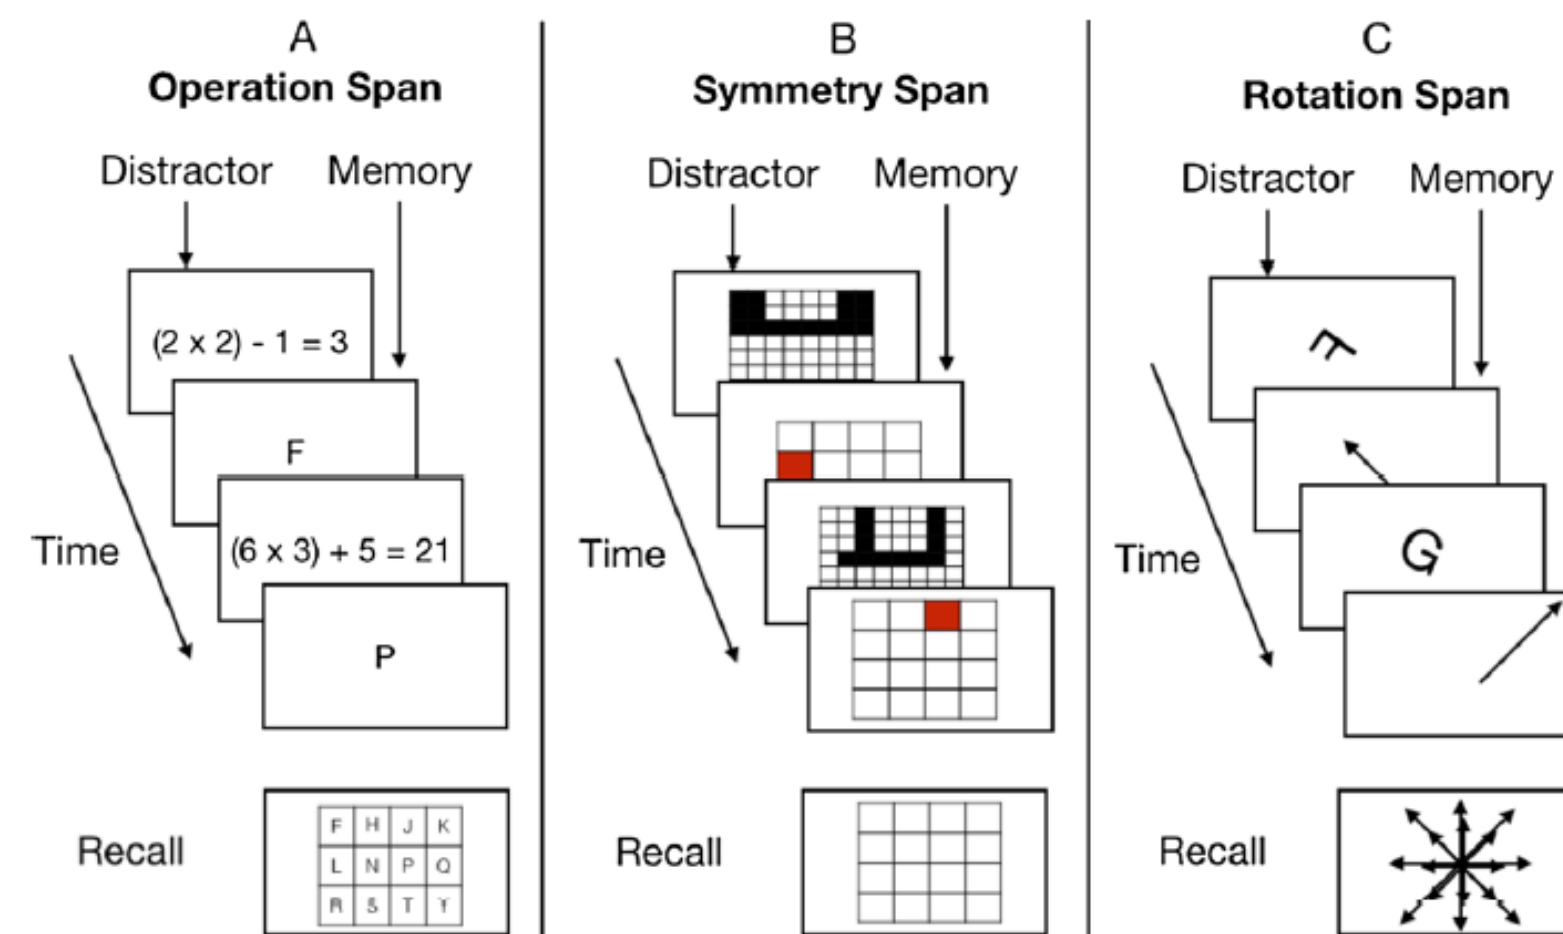 A
Operation Span
Distractor Memory
(2 x 2) - 1 = 3
F
(6 x 3) + 5 = 21
P
Time
Recall
F H J K
L N P Q
R S T Y
B
Symmetry Span
Distractor Memory
Time
Recall
C
Rotation Span
Distractor Memory
F
G
Time
Recall